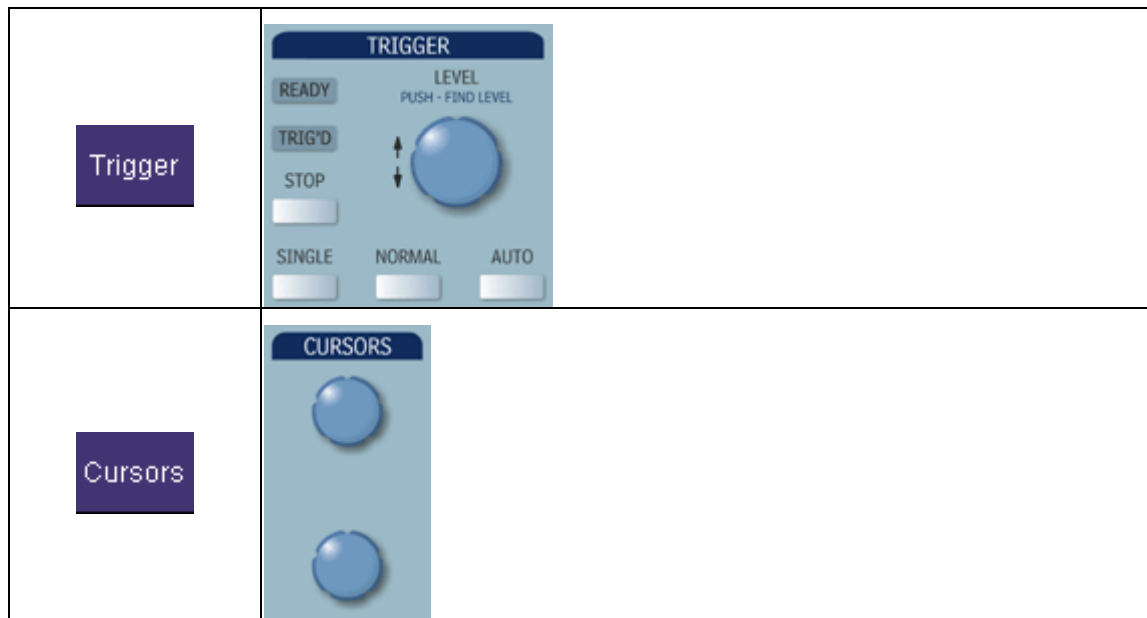 Trigger
TRIGGER
READY
LEVEL
PUSH - FIND LEVEL
TRIG'D
STOP
SINGLE NORMAL AUTO
Cursors
CURSORS